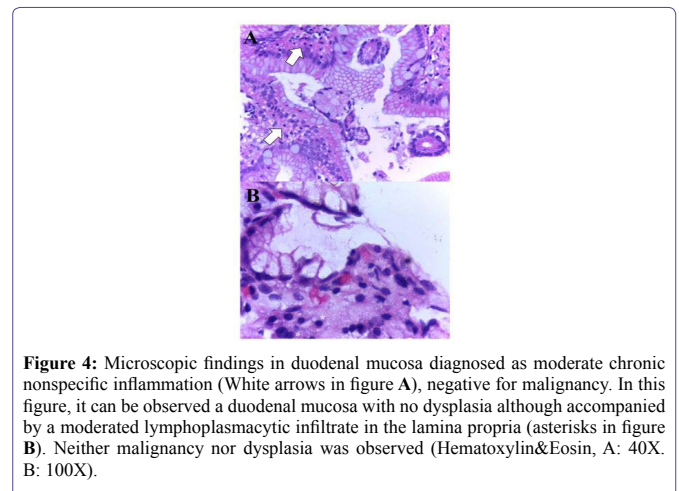 A
B
Figure 4: Microscopic findings in duodenal mucosa diagnosed as moderate chronic
nonspecific inflammation (White arrows in figure A), negative for malignancy. In this
figure, it can be observed a duodenal mucosa with no dysplasia although accompanied
by a moderated lymphoplasmacytic infiltrate in the lamina propria (asterisks in figure
B). Neither malignancy nor dysplasia was observed (Hematoxylin&Eosin, A: 40X.
B: 100X).